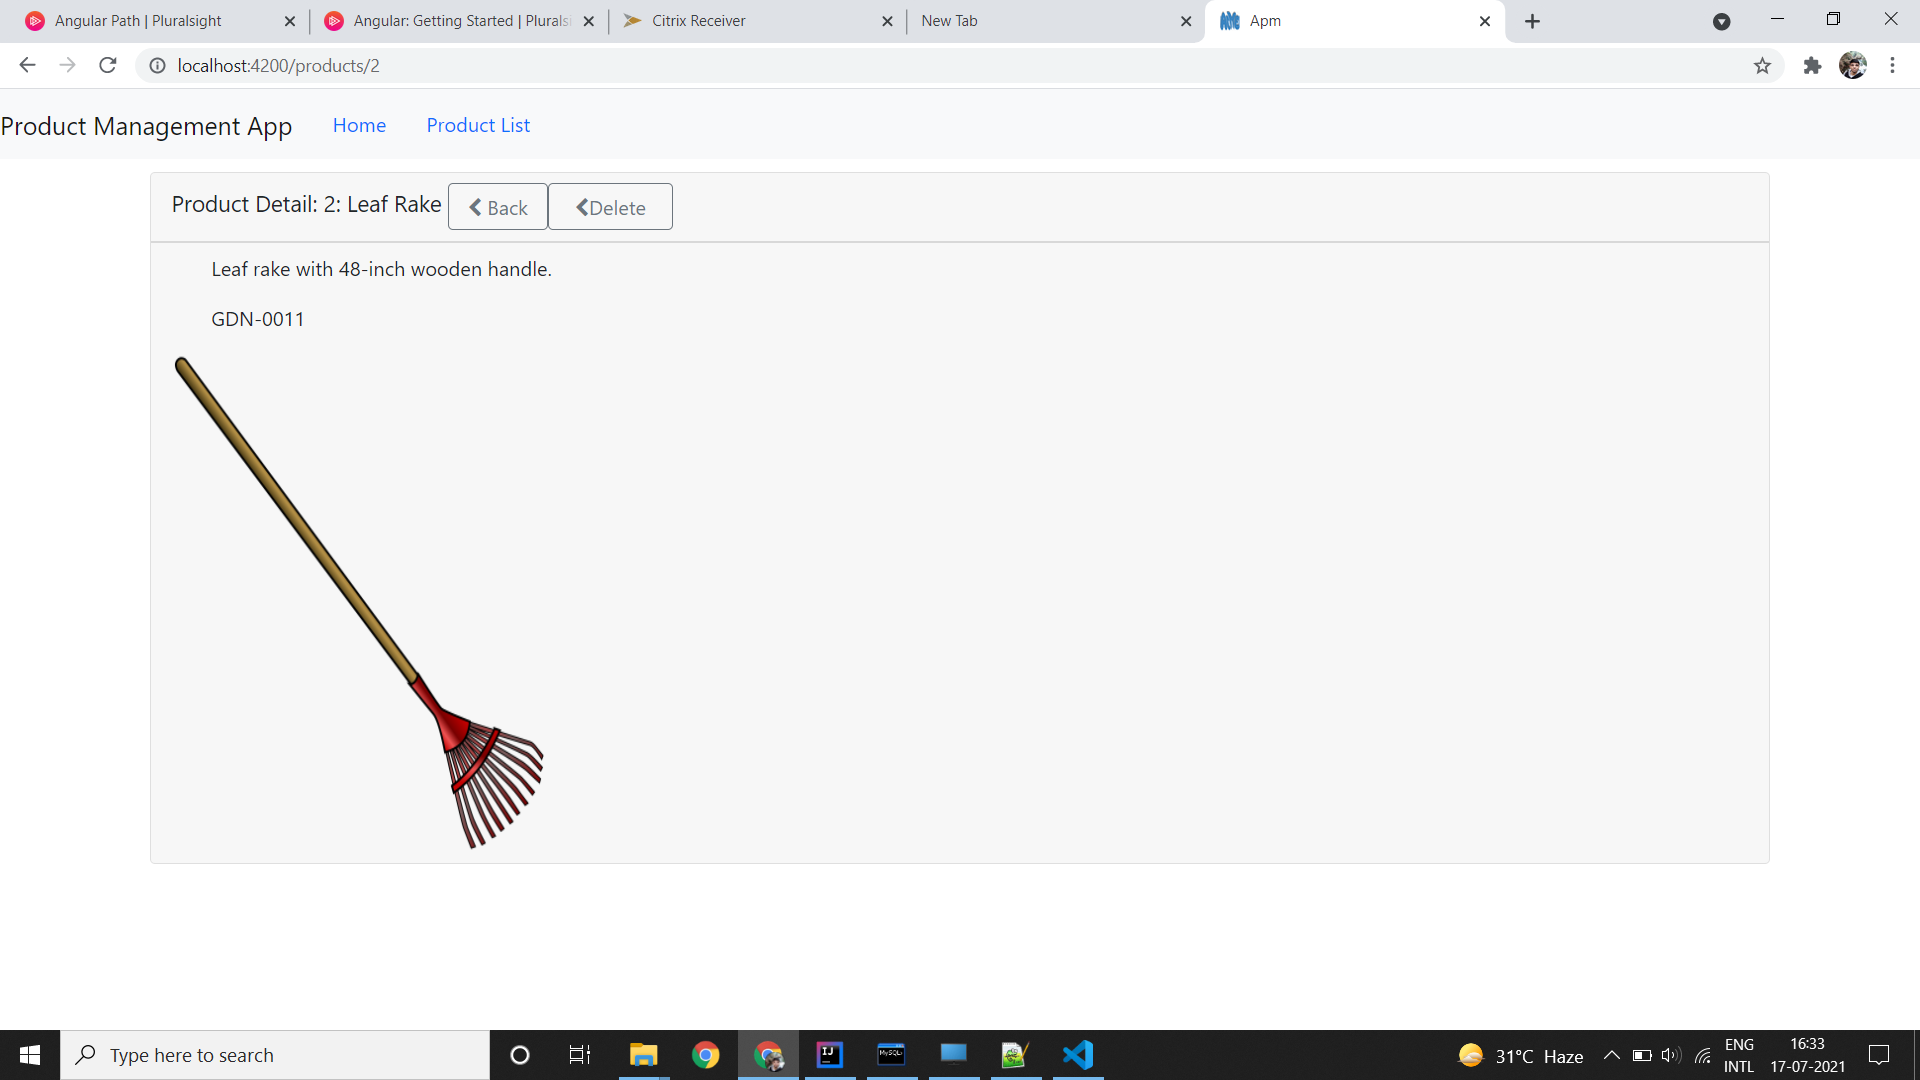 Angular Path | Pluralsight
Angular: Getting Started | Pluralsi
Citrix Receiver
New Tab
Apm
localhost:4200/products/2
Product Management App Home Product List
Product Detail: 2: Leaf Rake Back Delete
Leaf rake with 48-inch wooden handle.
GDN-0011
Type here to search
IJ
MySQL
31°C Haze
ENG
INTL
16:33
17-07-2021